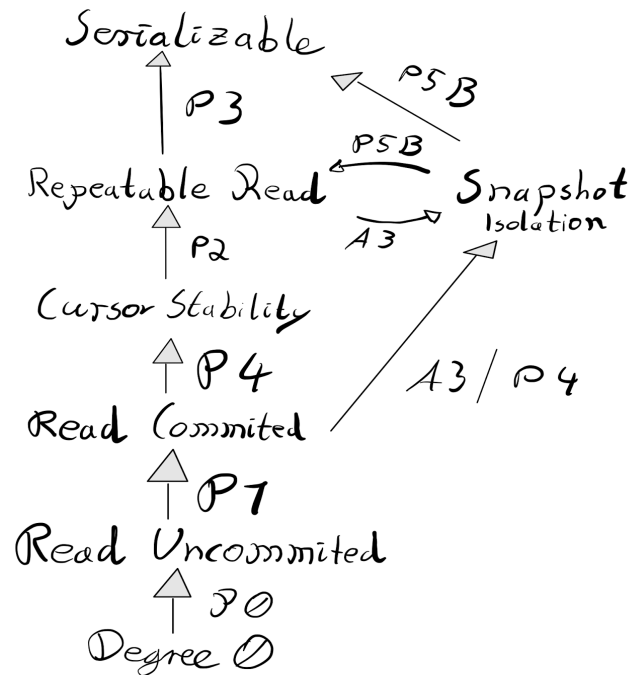 Serializable
P5B
P3
P5B
Repeatable Read
Snapshot
Isolation
A3
P2
Cursor Stability
P4
A3/P4
Read Commited
P1
Read Uncommited
P0
Degree 0